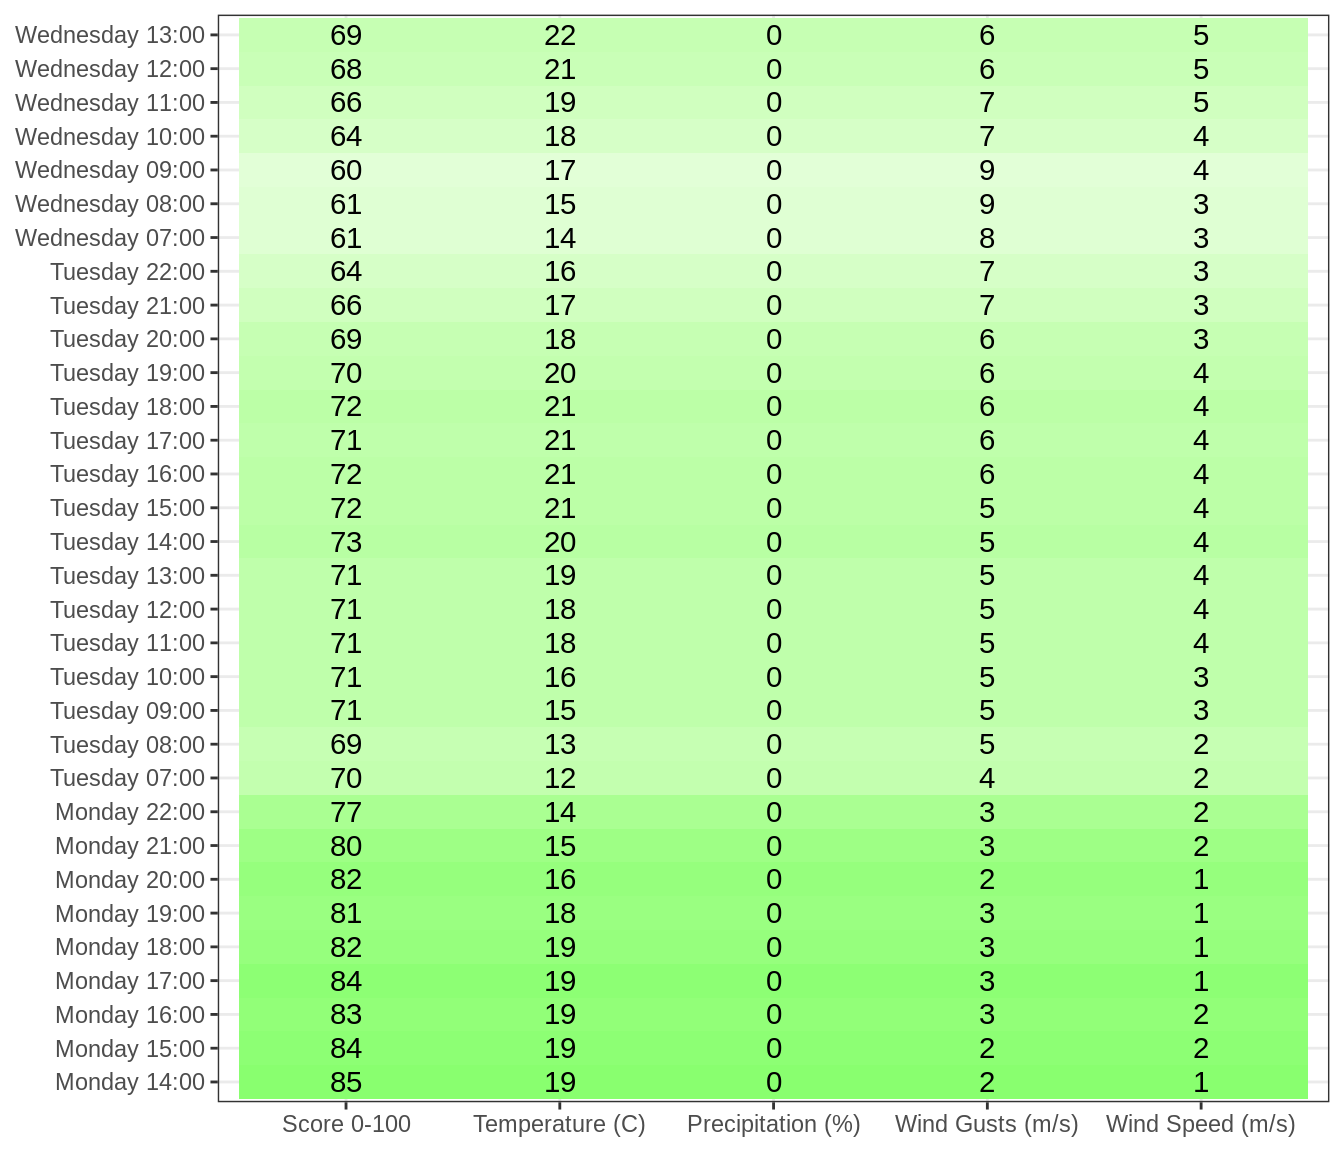 Wednesday 13:00 69 22 0 6 5
Wednesday 12:00 68 21 0 6 5
Wednesday 11:00 66 19 0 7 5
Wednesday 10:00 64 18 0 7 4
Wednesday 09:00 60 17 0 9 4
Wednesday 08:00 61 15 0 9 3
Wednesday 07:00 61 14 0 8 3
Tuesday 22:00 64 16 0 7 3
Tuesday 21:00 66 17 0 7 3
Tuesday 20:00 69 18 0 6 3
Tuesday 19:00 70 20 0 6 4
Tuesday 18:00 72 21 0 6 4
Tuesday 17:00 71 21 0 6 4
Tuesday 16:00 72 21 0 6 4
Tuesday 15:00 72 21 0 5 4
Tuesday 14:00 73 20 0 5 4
Tuesday 13:00 71 19 0 5 4
Tuesday 12:00 71 18 0 5 4
Tuesday 11:00 71 18 0 5 4
Tuesday 10:00 71 16 0 5 3
Tuesday 09:00 71 15 0 5 3
Tuesday 08:00 69 13 0 5 2
Tuesday 07:00 70 12 0 4 2
Monday 22:00 77 14 0 3 2
Monday 21:00 80 15 0 3 2
Monday 20:00 82 16 0 2 1
Monday 19:00 81 18 0 3 1
Monday 18:00 82 19 0 3 1
Monday 17:00 84 19 0 3 1
Monday 16:00 83 19 0 3 2
Monday 15:00 84 19 0 2 2
Monday 14:00 85 19 0 2 1
Score 0-100 Temperature (C) Precipitation (%) Wind Gusts (m/s) Wind Speed (m/s)